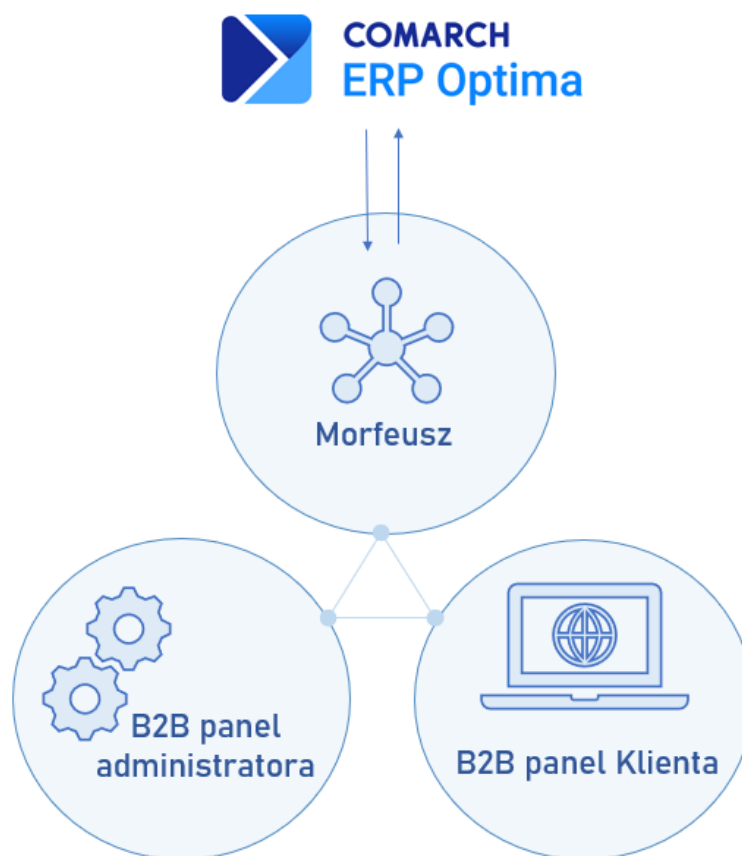 COMARCH
ERP Optima
Morfeusz
B2B panel
administratora
B2B panel Klienta